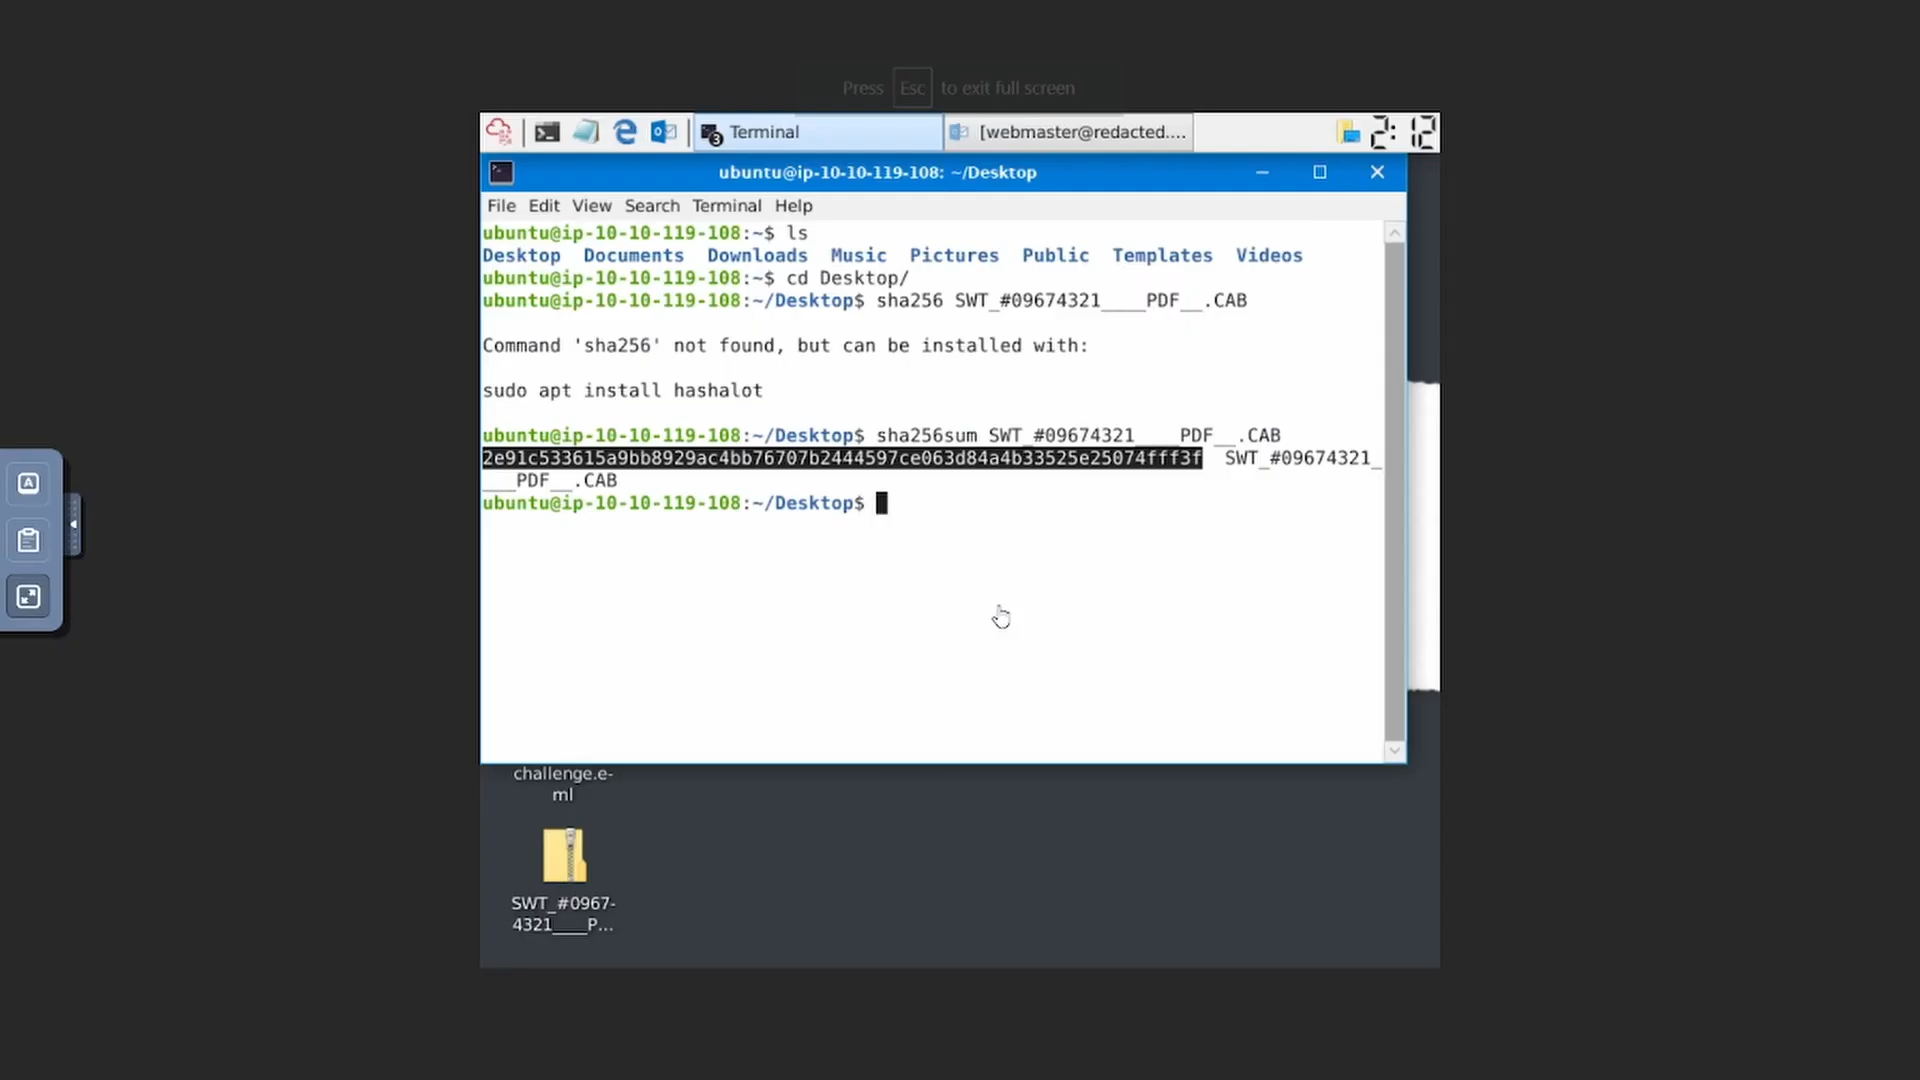 Press Esc to exit full screen
3 Terminal [webmaster@redacted.... 2:12
ubuntu@ip-10-10-119-108: ~/Desktop
File Edit View Search Terminal Help
ubuntu@ip-10-10-119-108:~$ ls
Desktop Documents Downloads Music Pictures Public Templates Videos
ubuntu@ip-10-10-119-108:~$ cd Desktop/
ubuntu@ip-10-10-119-108:~/Desktop$ sha256 SWT_#09674321____PDF__.CAB
Command 'sha256' not found, but can be installed with:
sudo apt install hashalot
ubuntu@ip-10-10-119-108:~/Desktop$ sha256sum SWT_#09674321____PDF__.CAB
2e91c533615a9bb8929ac4bb76707b2444597ce063d84a4b33525e25074fff3f SWT_#09674321_
___PDF__.CAB
ubuntu@ip-10-10-119-108:~/Desktop$
challenge.e-
ml
SWT_#0967-
4321____P...